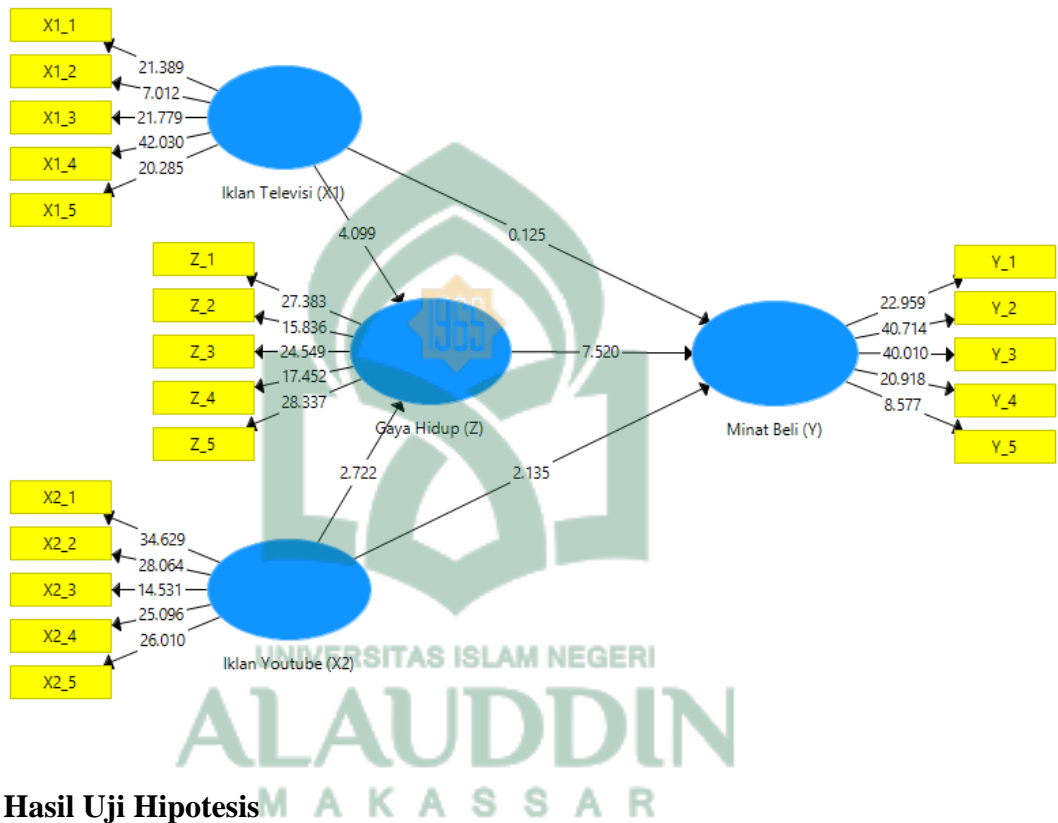 X1_1
X1_2
X1_3
X1_4
X1_5
21.389
7.012
21.779
42.030
20.285
Iklan Televisi (X1)
4.099
0.125
Z_1
Z_2
Z_3
Z_4
Z_5
27.383
15.836
24.549
17.452
28.337
1965
Gaya Hidup (Z)
7.520
Y_1
Y_2
Y_3
Y_4
Y_5
22.959
40.714
40.010
20.918
8.577
Minat Beli (Y)
2.722
2.135
X2_1
X2_2
X2_3
X2_4
X2_5
34.629
28.064
14.531
25.096
26.010
Iklan Youtube (X2)
UNIVERSITAS ISLAM NEGERI
ALAUDDIN
MAKASSAR
Hasil Uji Hipotesis